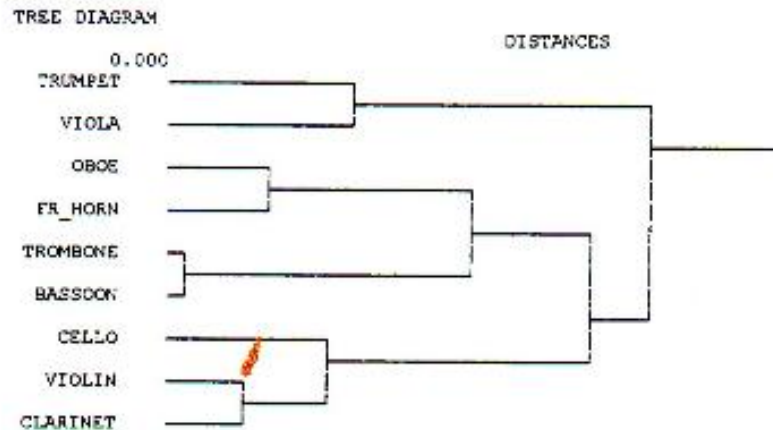 TREE DIAGRAM
DISTANCES
0.000
TRUMPET
VIOLA
OBOE
FR_HORN
TROMBONE
BASSOON
CELLO
VIOLIN
CLARINET